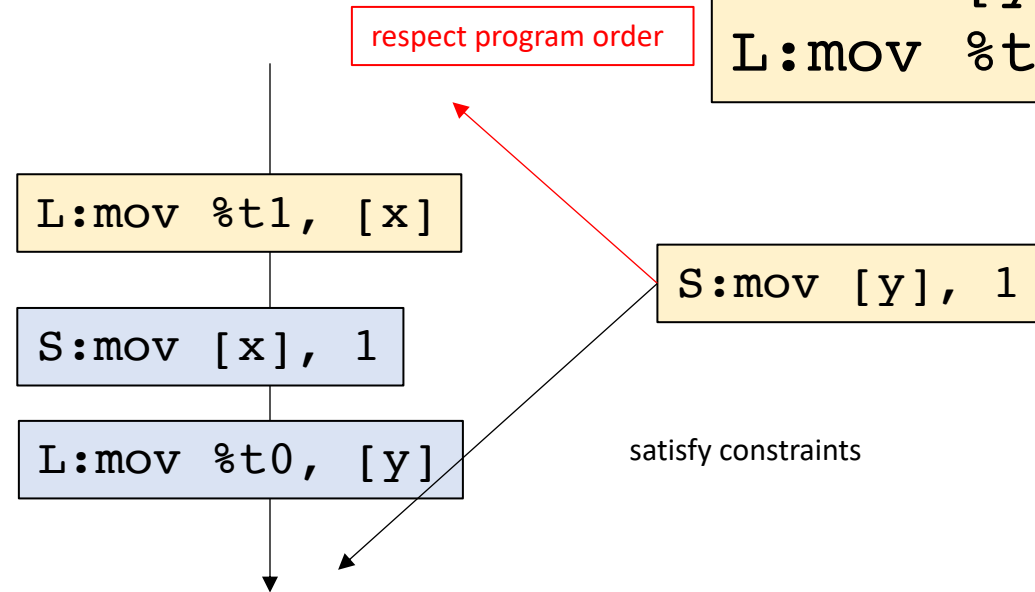 respect program order
L:mov %t
L:mov %t1, [x]
S:mov [y], 1
S:mov [x], 1
L:mov %t0, [y]
satisfy constraints